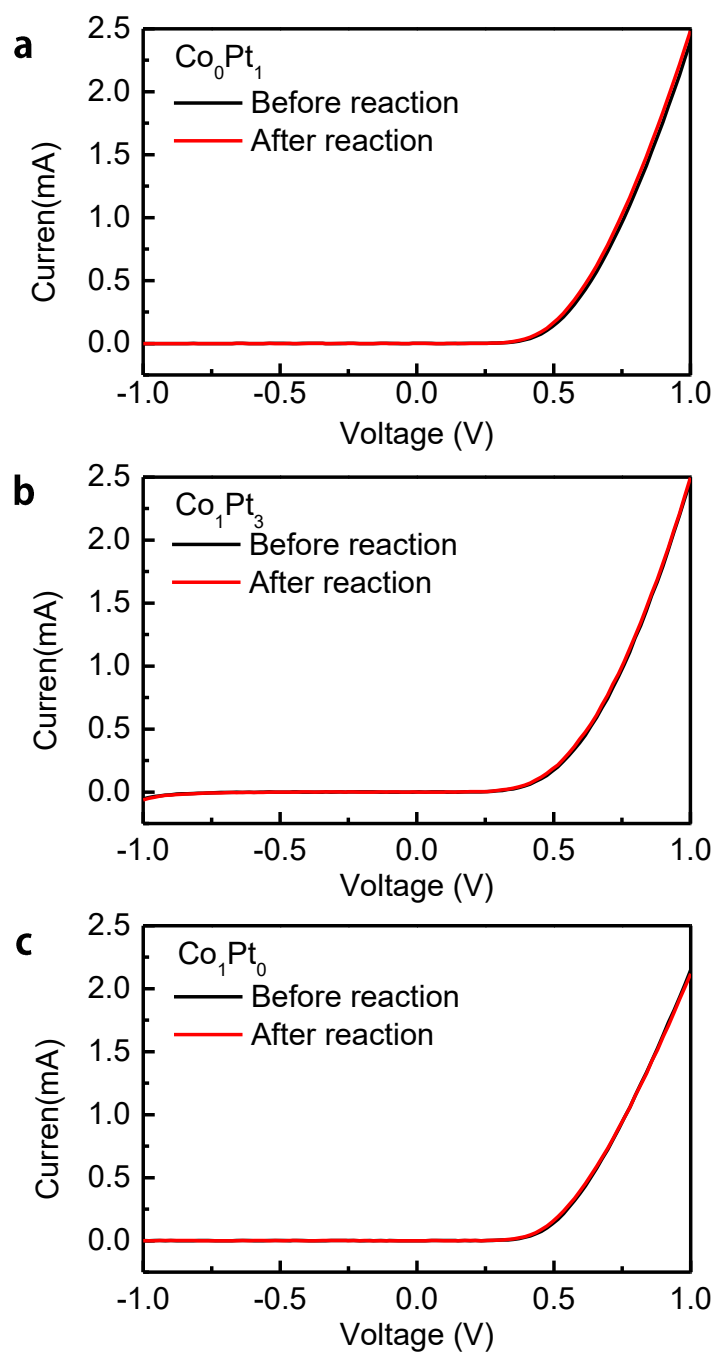 a
Co₀Pt₁
Before reaction
After reaction
Curren(mA)
2.5
2.0
1.5
1.0
0.5
0.0
-1.0 -0.5 0.0 0.5 1.0
Voltage (V)
b
Co₁Pt₃
Before reaction
After reaction
Curren(mA)
2.5
2.0
1.5
1.0
0.5
0.0
-1.0 -0.5 0.0 0.5 1.0
Voltage (V)
c
Co₁Pt₀
Before reaction
After reaction
Curren(mA)
2.5
2.0
1.5
1.0
0.5
0.0
-1.0 -0.5 0.0 0.5 1.0
Voltage (V)